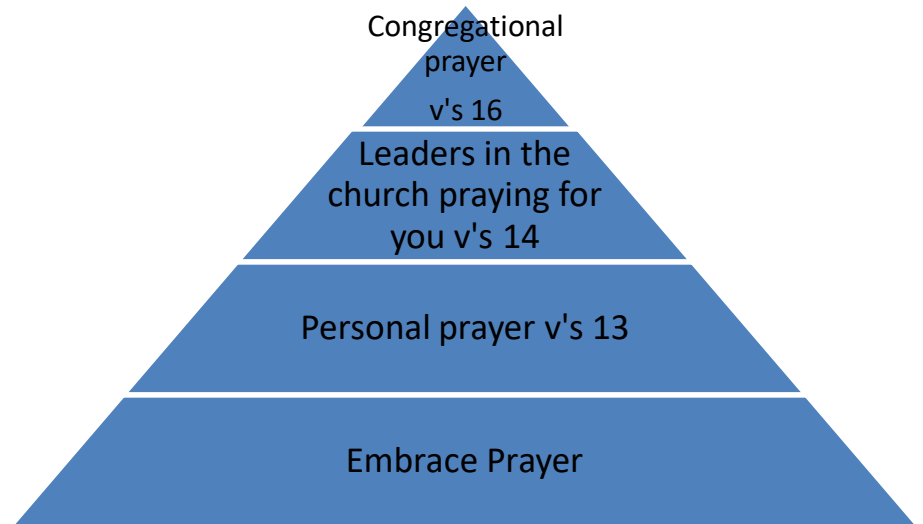 Congregational
prayer
v's 16
Leaders in the
church praying for
you v's 14
Personal prayer v's 13
Embrace Prayer